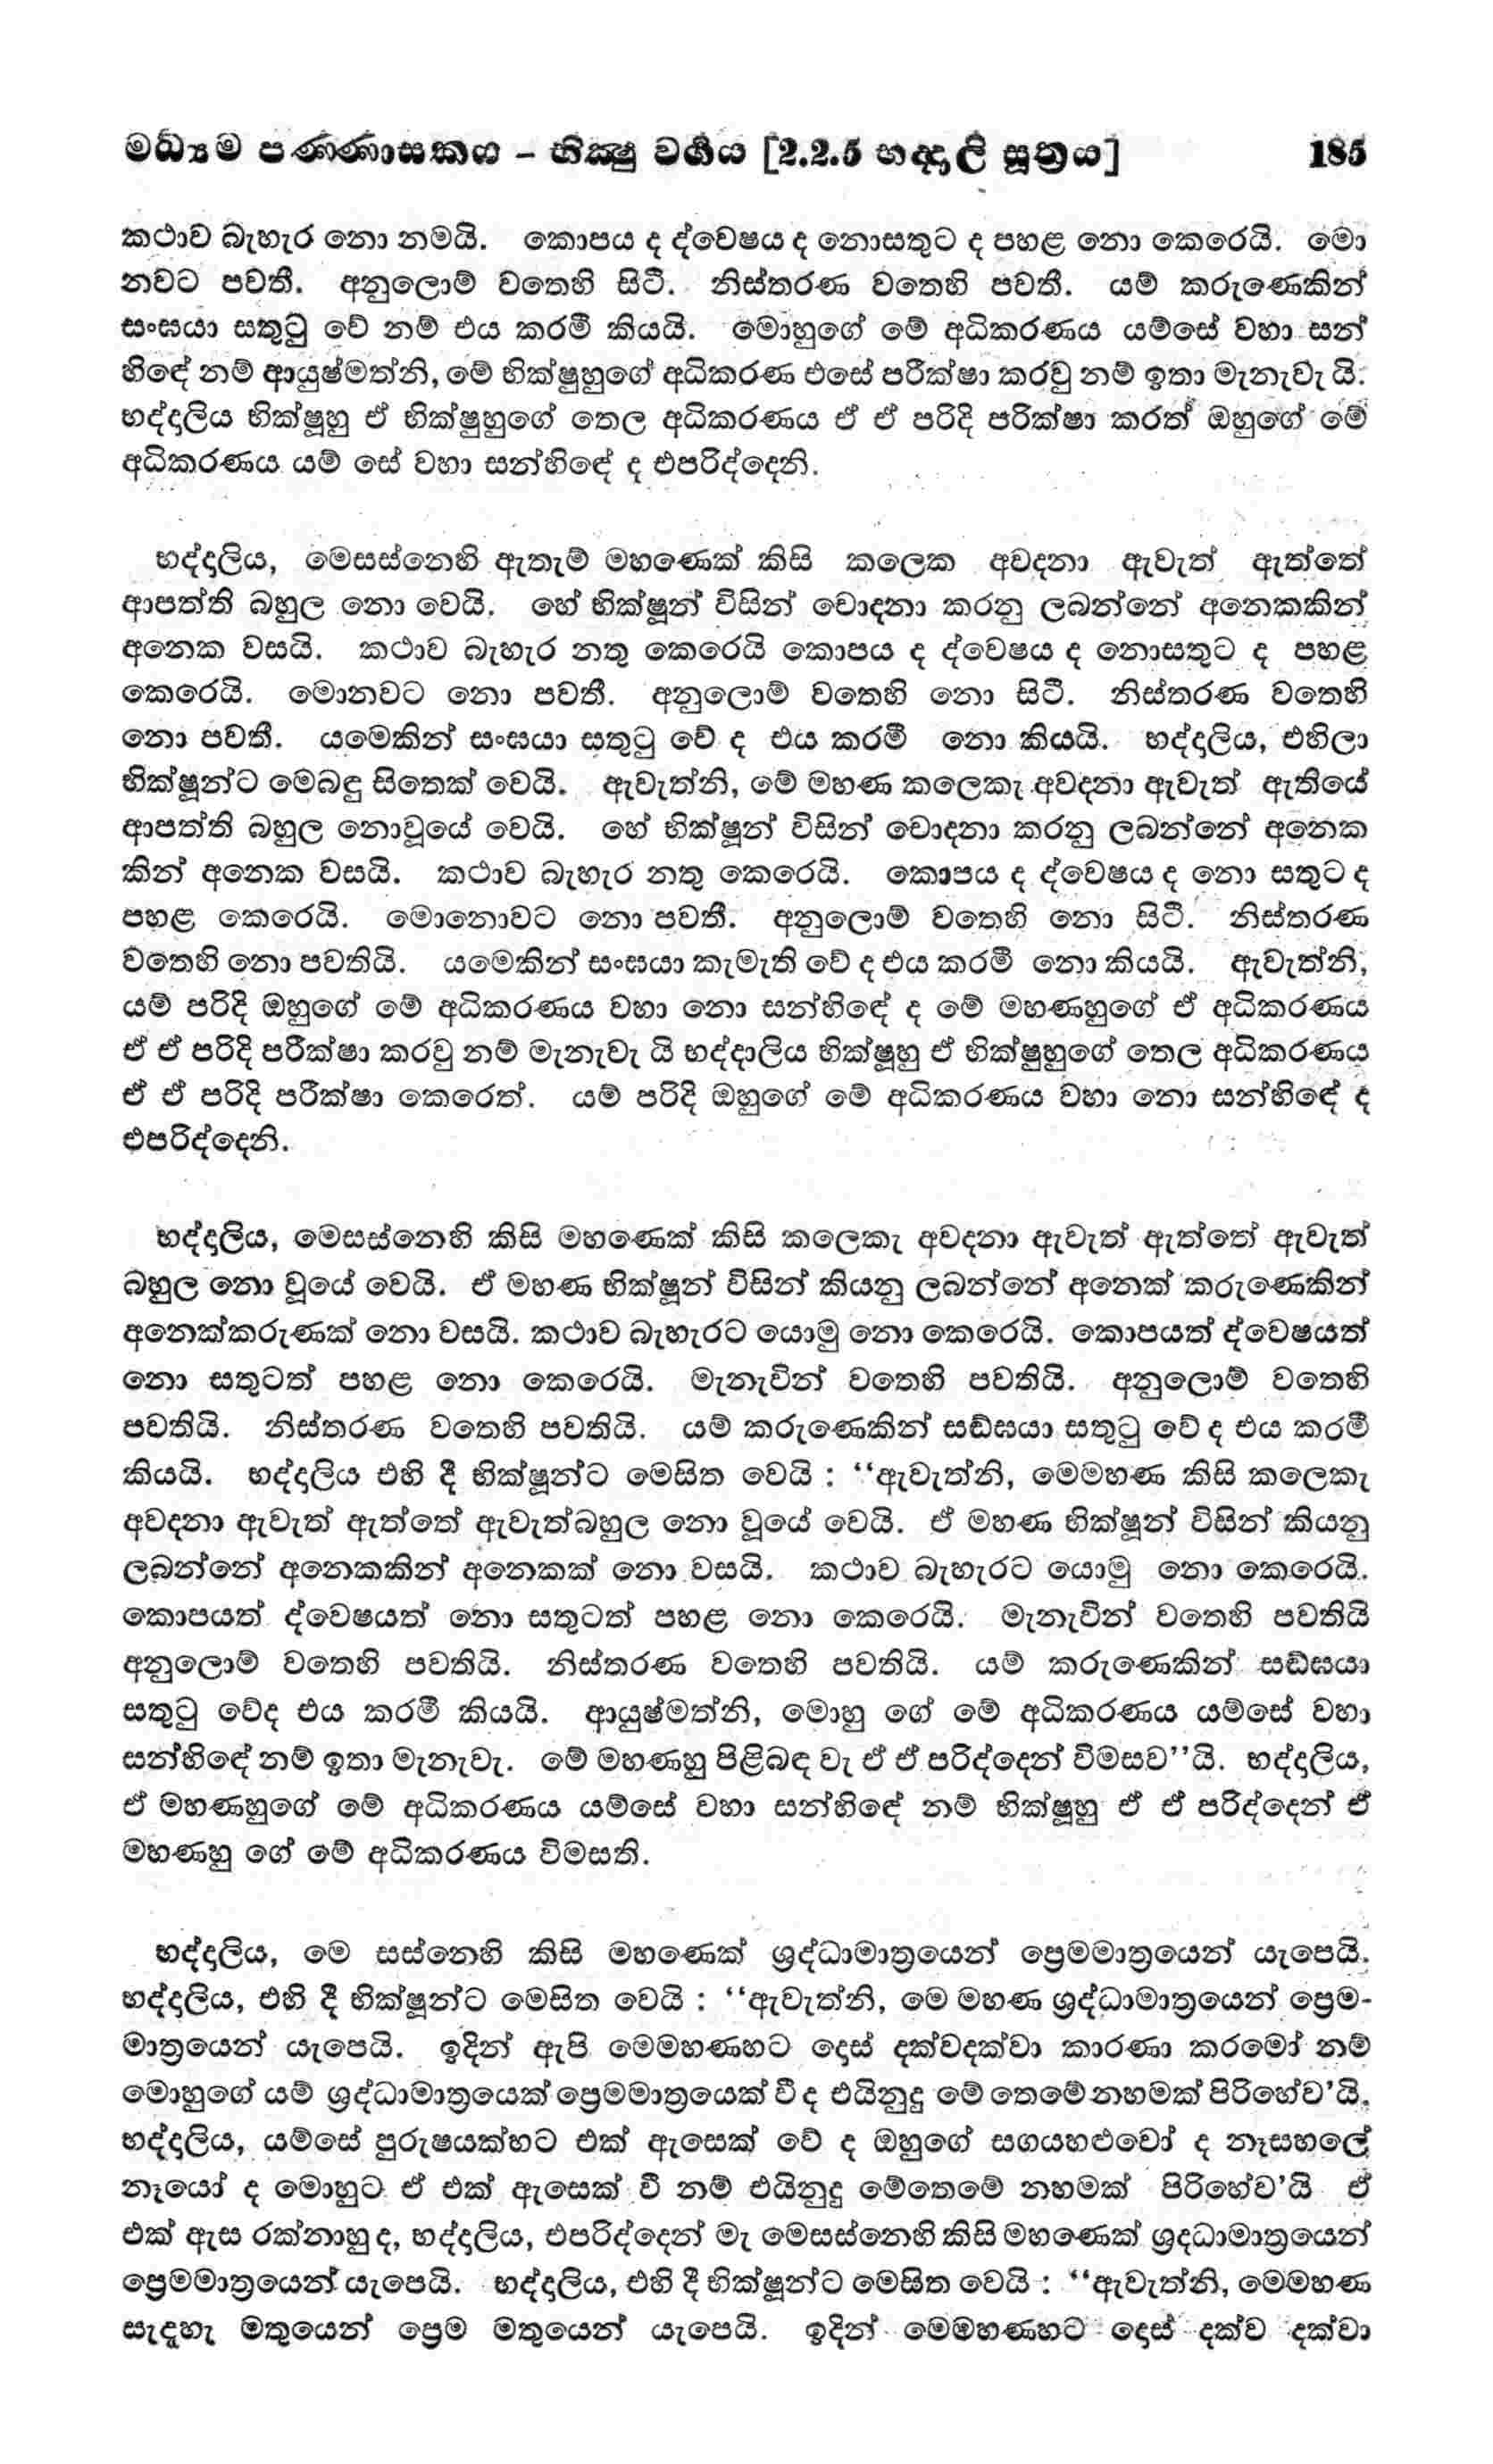 මධ්‍යම පණ්ණාසකය - භික්‍ෂු වර්‍ගය [2.2.5 භද්දාලි සූත්‍රය] 185
කථාව බැහැර නො නමයි. කොපය ද ද්වෙෂය ද නොසතුට ද පහළ නො කෙරෙයි. මො
නවට පවතී. අනුලොම් වතෙහි සිටී. නිස්තරණ වතෙහි පවතී. යම් කරුණෙකින්
සංඝයා සතුටු වේ නම් එය කරමී කියයි. මොහුගේ මේ අධිකරණය යම්සේ වහා සන්
හිඳේ නම් ආයුෂ්මත්නි, මේ භික්ෂුහුගේ අධිකරණ එසේ පරීක්ෂා කරවු නම් ඉතා මැනැවැ යි.
භද්දාලිය භික්ෂූහු ඒ භික්ෂුහුගේ තෙල අධිකරණය ඒ ඒ පරිදි පරික්ෂා කරත් ඔහුගේ මේ
අධිකරණය යම් සේ වහා සන්හිඳේ ද එපරිද්දෙනි.
භද්දාලිය, මෙසස්නෙහි ඇතැම් මහණෙක් කිසි කලෙක අවදනා ඇවැත් ඇත්තේ
ආපත්ති බහුල නො වෙයි. හේ භික්ෂූන් විසින් චොදනා කරනු ලබන්නේ අනෙකකින්
අනෙක වසයි. කථාව බැහැර නතු කෙරෙයි කොපය ද ද්වෙෂය ද නොසතුට ද පහළ
කෙරෙයි. මොනවට නො පවතී. අනුලොම් වතෙහි නො සිටී. නිස්තරණ වතෙහි
නො පවතී. යමෙකින් සංඝයා සතුටු වේ ද එය කරමී නො කියයි. භද්දාලිය, එහිලා
භික්ෂූන්ට මෙබඳු සිතෙක් වෙයි. ඇවැත්නි, මේ මහණ කලෙකැ අවදනා ඇවැත් ඇතියේ
ආපත්ති බහුල නොවූයේ වෙයි. හේ භික්ෂූන් විසින් චොදනා කරනු ලබන්නේ අනෙක
කින් අනෙක වසයි. කථාව බැහැර නතු කෙරෙයි. කොපය ද ද්වෙෂය ද නො සතුට ද
පහළ කෙරෙයි. මොනොවට නො පවතී. අනුලොම් වතෙහි නො සිටී. නිස්තරණ
වතෙහි නො පවතියි. යමෙකින් සංඝයා කැමැති වේ ද එය කරමී නො කියයි. ඇවැත්නි,
යම් පරිදි ඔහුගේ මේ අධිකරණය වහා නො සන්හිඳේ ද මේ මහණහුගේ ඒ අධිකරණය
ඒ ඒ පරිදි පරීක්ෂා කරවු නම් මැනැවැ යි භද්දාලිය භික්ෂූහු ඒ භික්ෂුහුගේ තෙල අධිකරණය
ඒ ඒ පරිදි පරීක්ෂා කෙරෙත්. යම් පරිදි ඔහුගේ මේ අධිකරණය වහා නො සන්හිඳේ ද
එපරිද්දෙනි.
භද්දාලිය, මෙසස්නෙහි කිසි මහණෙක් කිසි කලෙකැ අවදනා ඇවැත් ඇත්තේ ඇවැත්
බහුල නො වූයේ වෙයි. ඒ මහණ භික්ෂූන් විසින් කියනු ලබන්නේ අනෙක් කරුණෙකින්
අනෙක්කරුණක් නො වසයි. කථාව බැහැරට යොමු නො කෙරෙයි. කොපයත් ද්වෙෂයත්
නො සතුටත් පහළ නො කෙරෙයි. මැනැවින් වතෙහි පවතියි. අනුලොම් වතෙහි
පවතියි. නිස්තරණ වතෙහි පවතියි. යම් කරුණෙකින් සඞ්ඝයා සතුටු වේ ද එය කරමී
කියයි. භද්දාලිය එහි දී භික්ෂූන්ට මෙසිත වෙයි : ‘‘ඇවැත්නි, මෙමහණ කිසි කලෙකැ
අවදනා ඇවැත් ඇත්තේ ඇවැත්බහුල නො වූයේ වෙයි. ඒ මහණ භික්ෂූන් විසින් කියනු
ලබන්නේ අනෙකකින් අනෙකක් නො වසයි. කථාව බැහැරට යොමු නො කෙරෙයි.
කොපයත් ද්වෙෂයත් නො සතුටත් පහළ නො කෙරෙයි. මැනැවින් වතෙහි පවතියි
අනුලොම් වතෙහි පවතියි. නිස්තරණ වතෙහි පවතියි. යම් කරුණෙකින් සඞ්ඝයා
සතුටු වේද එය කරමී කියයි. ආයුෂ්මත්නි, මොහු ගේ මේ අධිකරණය යම්සේ වහා
සන්හිඳේ නම් ඉතා මැනැවැ. මේ මහණහු පිළිබඳ වැ ඒ ඒ පරිද්දෙන් විමසව’’යි. භද්දාලිය,
ඒ මහණහුගේ මේ අධිකරණය යම්සේ වහා සන්හිඳේ නම් භික්ෂූහු ඒ ඒ පරිද්දෙන් ඒ
මහණහු ගේ මේ අධිකරණය විමසති.
භද්දාලිය, මෙ සස්නෙහි කිසි මහණෙක් ශ්‍රද්ධාමාත්‍රයෙන් ප්‍රෙමමාත්‍රයෙන් යැපෙයි.
භද්දාලිය, එහි දී භික්ෂූන්ට මෙසිත වෙයි : ‘‘ඇවැත්නි, මෙ මහණ ශ්‍රද්ධාමාත්‍රයෙන් ප්‍රෙම-
මාත්‍රයෙන් යැපෙයි. ඉදින් ඇපි මෙමහණහට දොස් දක්වදක්වා කාරණා කරමෝ නම්
මොහුගේ යම් ශ්‍රද්ධාමාත්‍රයෙක් ප්‍රෙමමාත්‍රයෙක් වී ද එයිනුදු මේ තෙමේ නහමක් පිරිහේව’යි.
භද්දාලිය, යම්සේ පුරුෂයක්හට එක් ඇසෙක් වේ ද ඔහුගේ සගයහළුවෝ ද නෑසහලේ
නෑයෝ ද මොහුට ඒ එක් ඇසෙක් වී නම් එයිනුදු මේතෙමේ නහමක් පිරිහේව’යි ඒ
එක් ඇස රක්නාහු ද, භද්දාලිය, එපරිද්දෙන් මැ මෙසස්නෙහි කිසි මහණෙක් ශ්‍රදධාමාත්‍රයෙන්
ප්‍රෙමමාත්‍රයෙන් යැපෙයි. භද්දාලිය, එහි දී භික්ෂූන්ට මෙසිත වෙයි : ‘‘ඇවැත්නි, මෙමහණ
සැදැහැ මතුයෙන් ප්‍රෙම මතුයෙන් යැපෙයි. ඉදින් මෙමහණහට දොස් දක්ව දක්වා